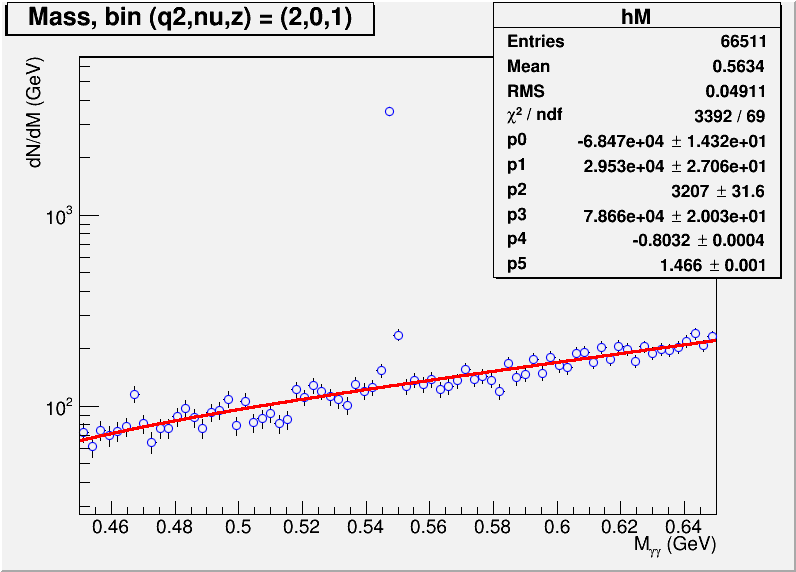 Mass, bin (q2,nu,z) = (2,0,1)
hM
Entries 66511
Mean 0.5634
RMS 0.04911
χ² / ndf 3392 / 69
p0 -6.847e+04 ± 1.432e+01
p1 2.953e+04 ± 2.706e+01
p2 3207 ± 31.6
p3 7.866e+04 ± 2.003e+01
p4 -0.8032 ± 0.0004
p5 1.466 ± 0.001
dN/dM (GeV)
10³
10²
0.46 0.48 0.5 0.52 0.54 0.56 0.58 0.6 0.62 0.64
Mγγ (GeV)